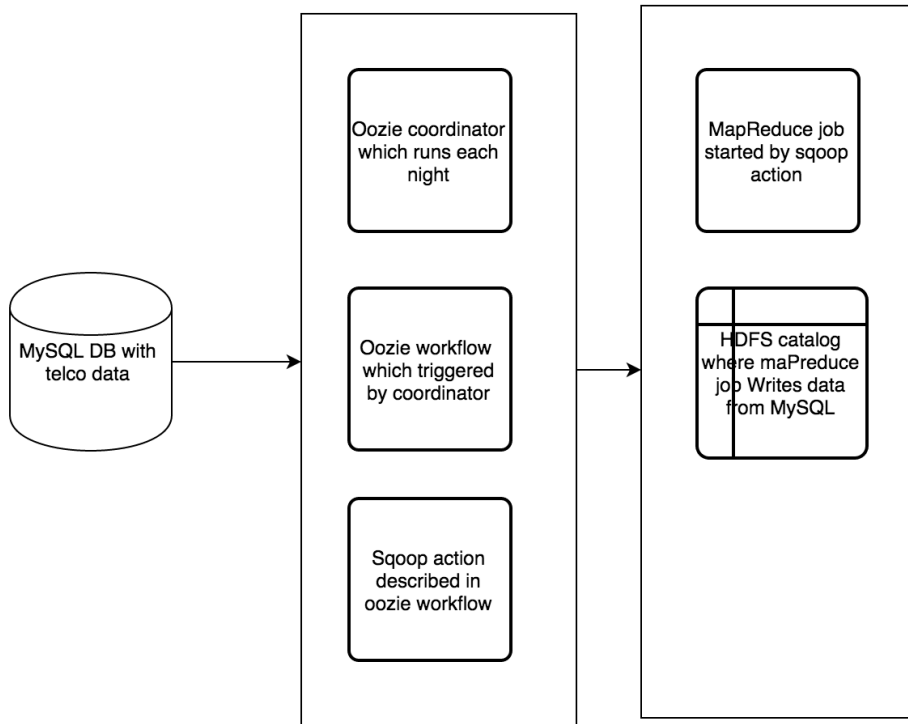 MySQL DB with
telco data
Oozie coordinator
which runs each
night
Oozie workflow
which triggered
by coordinator
Sqoop action
described in
oozie workflow
MapReduce job
started by sqoop
action
HDFS catalog
where maPreduce
job Writes data
from MySQL